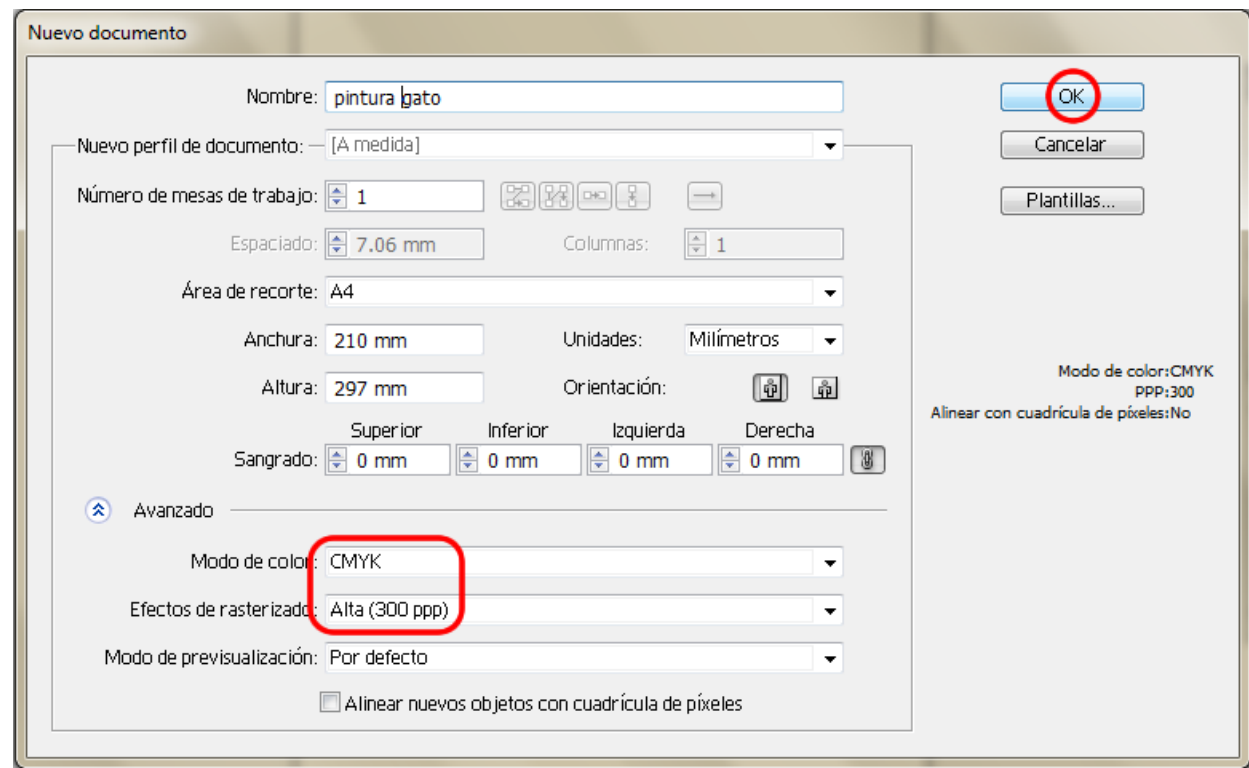 Nuevo documento
Nombre: pintura gato
OK
Nuevo perfil de documento: [A medida]
Cancelar
Número de mesas de trabajo: 1
Plantillas...
Espaciado: 7.06 mm Columnas: 1
Área de recorte: A4
Anchura: 210 mm Unidades: Milímetros
Altura: 297 mm Orientación:
Modo de color:CMYK
PPP:300
Alinear con cuadrícula de píxeles:No
Superior Inferior Izquierda Derecha
Sangrado: 0 mm 0 mm 0 mm 0 mm
Avanzado
Modo de color: CMYK
Efectos de rasterizado: Alta (300 ppp)
Modo de previsualización: Por defecto
Alinear nuevos objetos con cuadrícula de píxeles